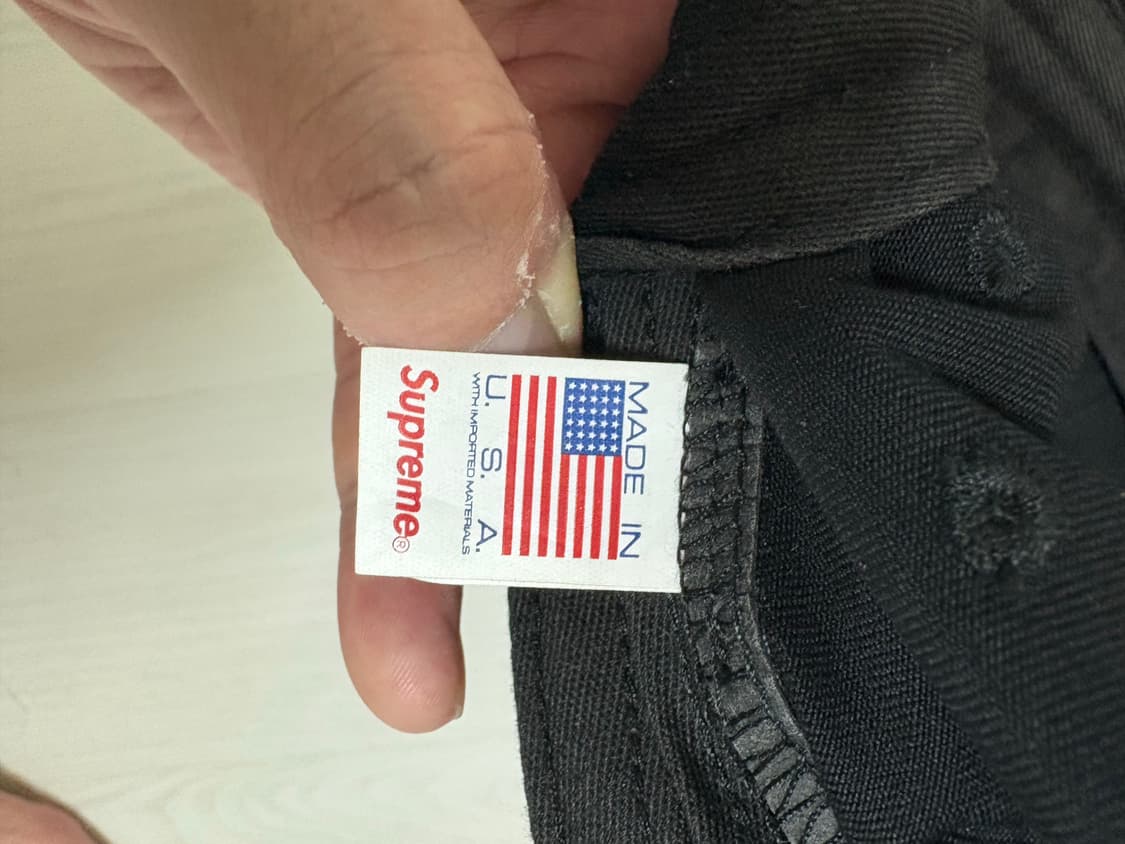 MADE IN
U. S. A.
WITH IMPORTED MATERIALS
Supreme®